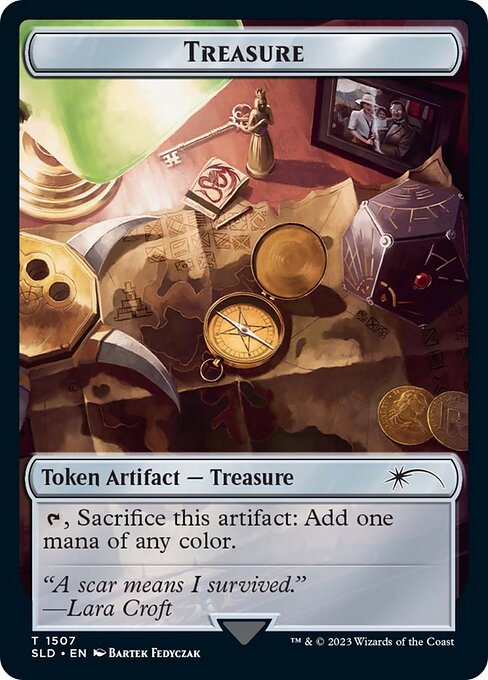 TREASURE
Token Artifact — Treasure
, Sacrifice this artifact: Add one
mana of any color.
“A scar means I survived.”
—Lara Croft
T 1507
SLD • EN BARTEK FEDYCZAK
™ & © 2023 Wizards of the Coast